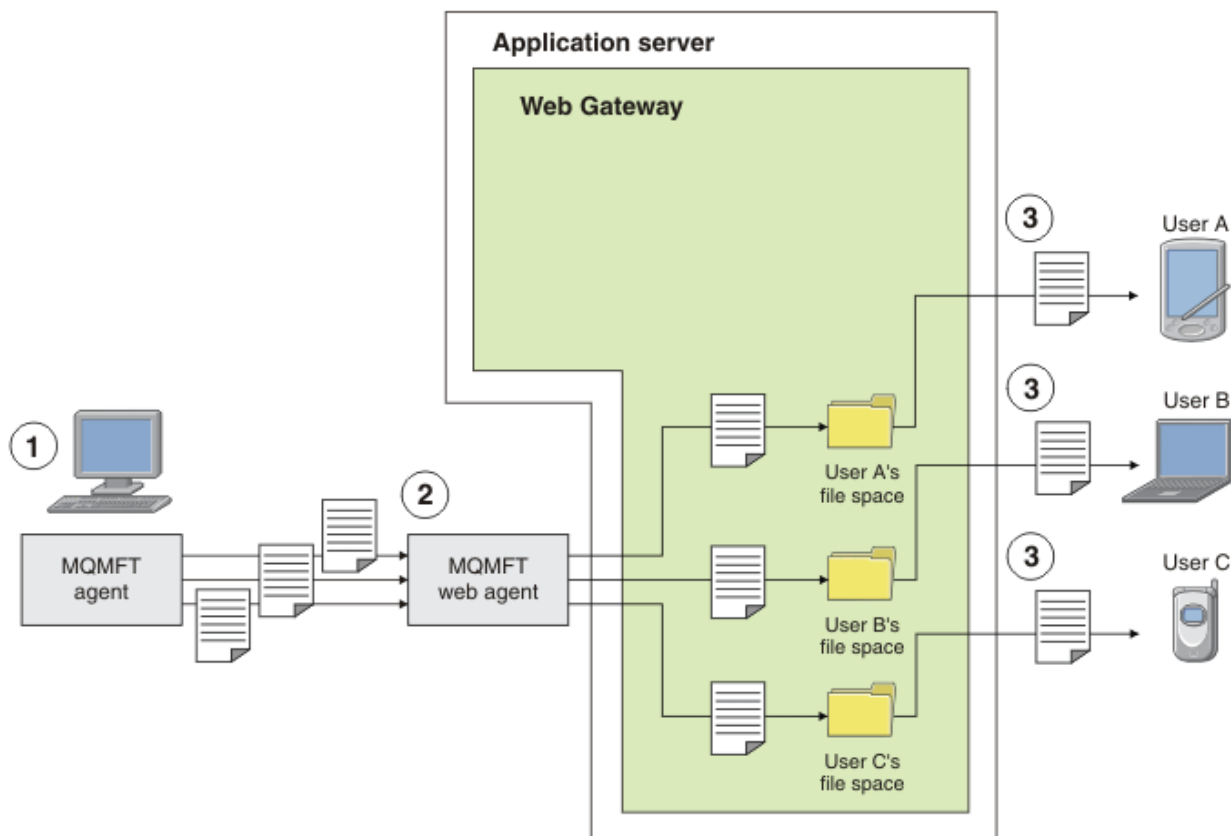 Application server
Web Gateway
3
User A
3
User B
1
2
User A's
file space
3
User C
MQMFT
agent
MQMFT
web agent
User B's
file space
User C's
file space